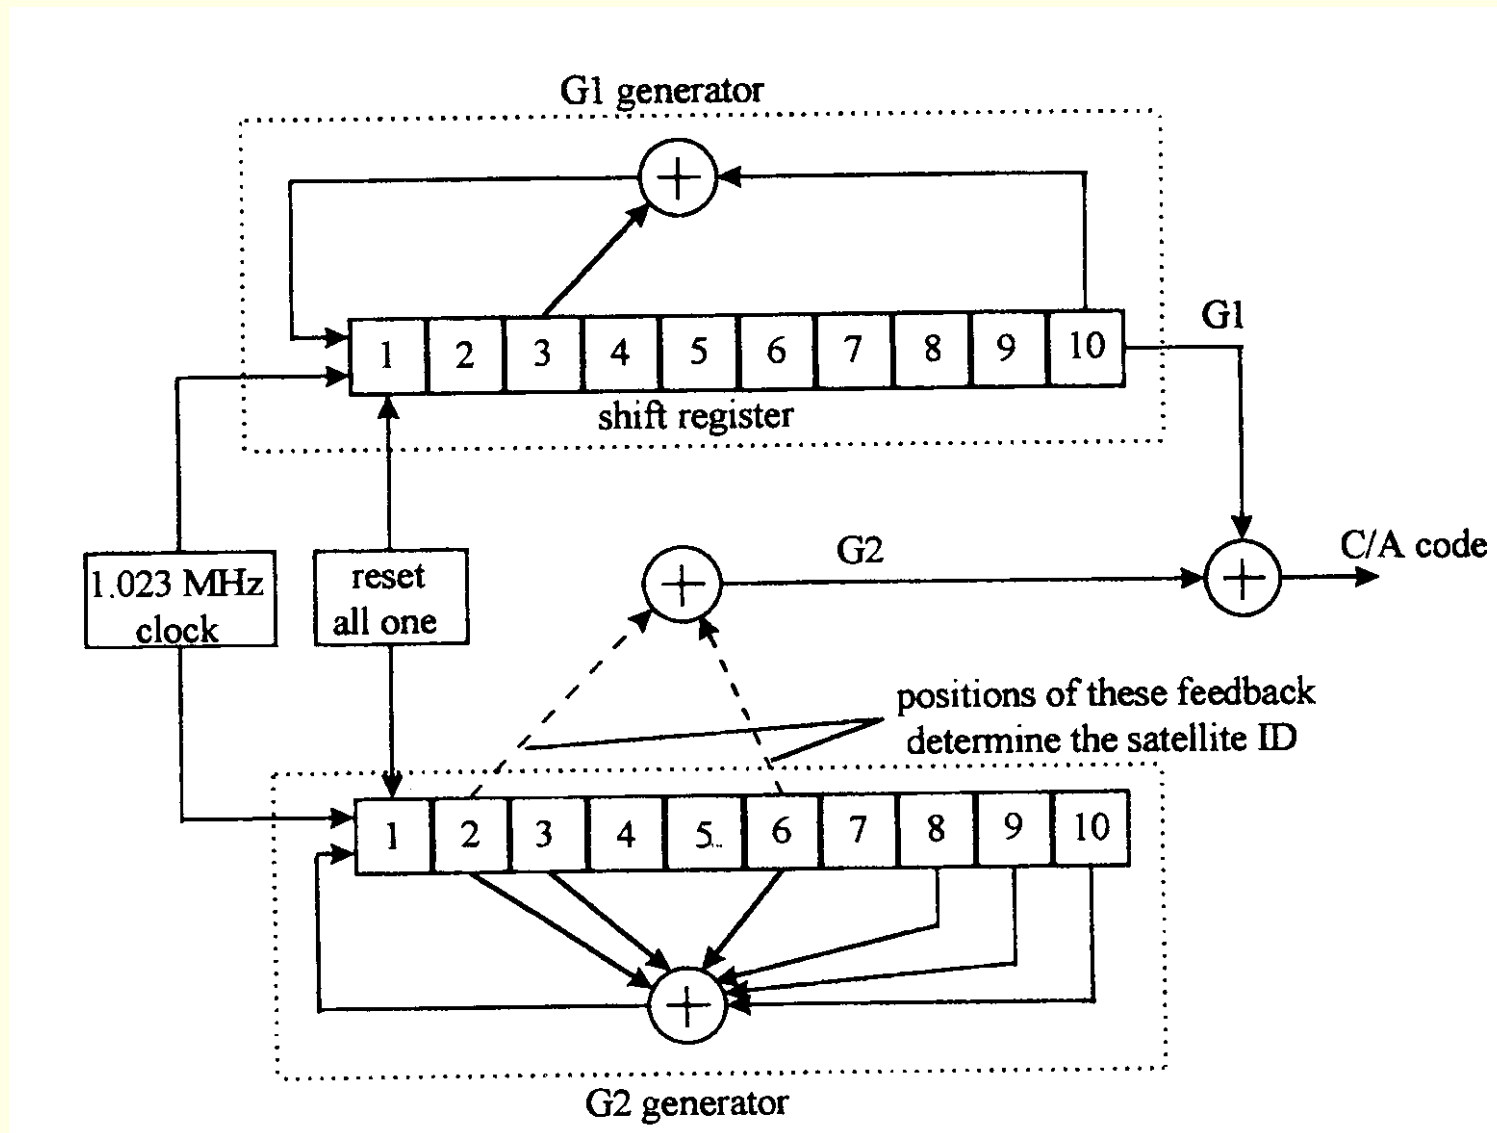 G1 generator
1 2 3 4 5 6 7 8 9 10
shift register
G1
1.023 MHz
clock
reset
all one
G2
C/A code
positions of these feedback
determine the satellite ID
1 2 3 4 5 6 7 8 9 10
G2 generator